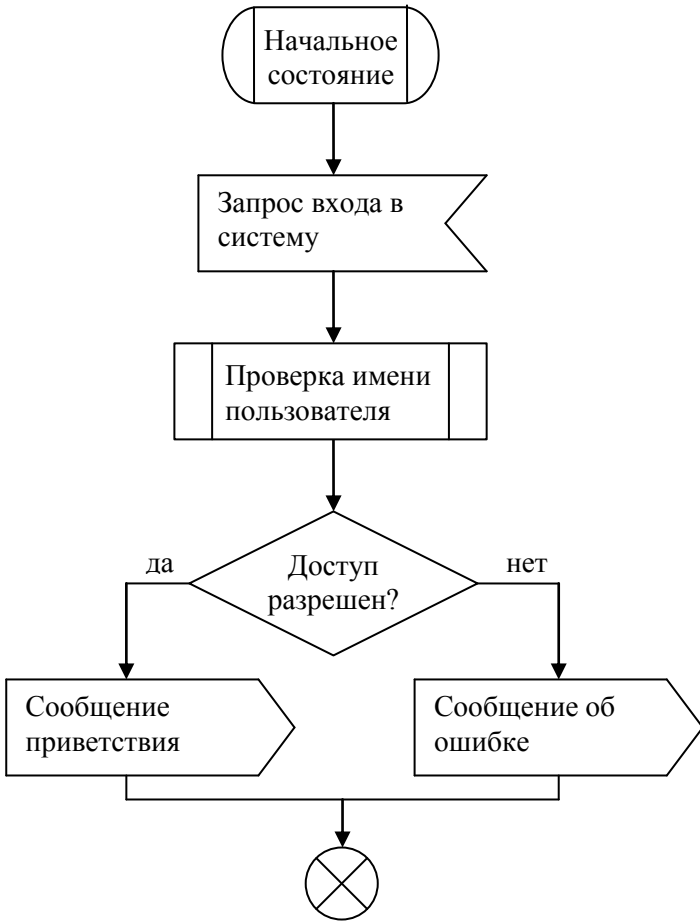 Начальное
состояние
Запрос входа в
систему
Проверка имени
пользователя
да
Доступ
разрешен?
нет
Сообщение
приветствия
Сообщение об
ошибке